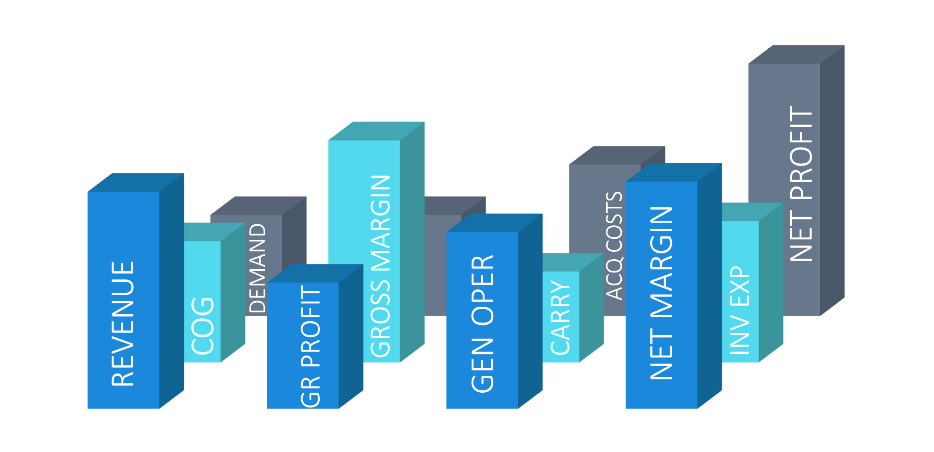 REVENUE
COG
DEMAND
GR PROFIT
GROSS MARGIN
GEN OPER
CARRY
ACQ COSTS
NET MARGIN
INV EXP
NET PROFIT